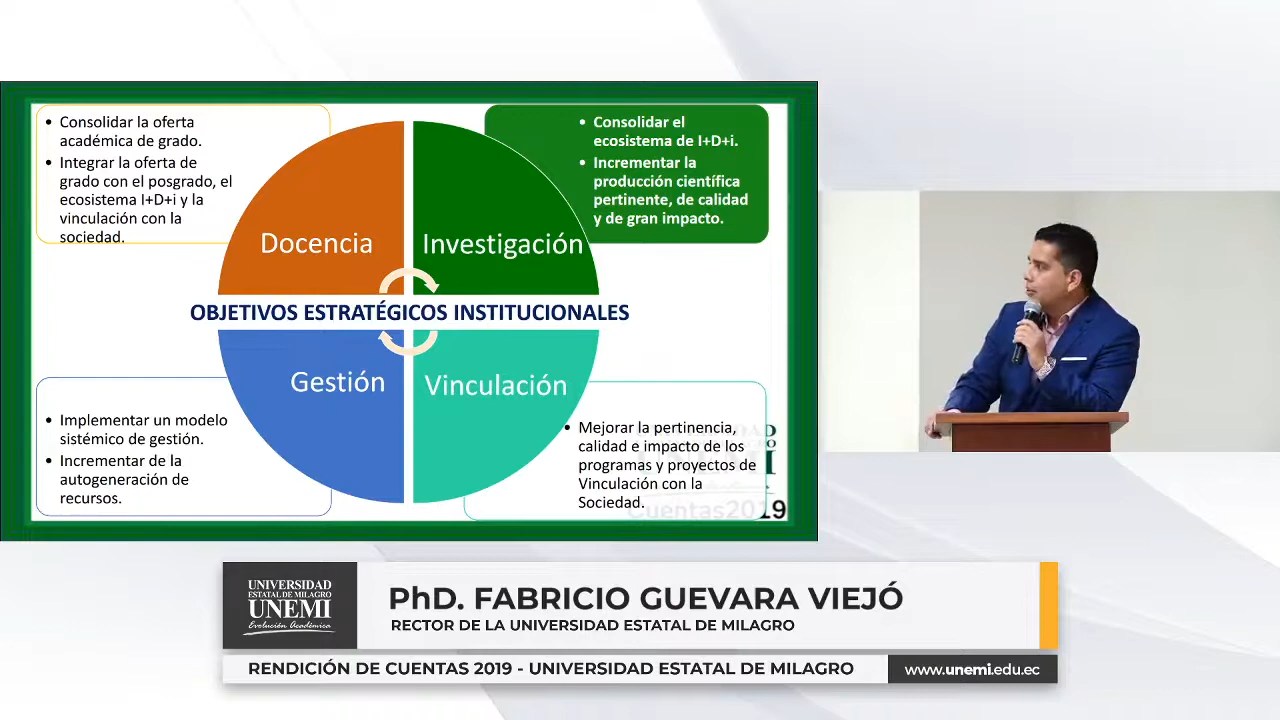 • Consolidar la oferta
académica de grado.
• Integrar la oferta de
grado con el posgrado, el
ecosistema I+D+i y la
vinculación con la
sociedad.
• Consolidar el
ecosistema de I+D+i.
• Incrementar la
producción científica
pertinente, de calidad
y de gran impacto.
Docencia
Investigación
OBJETIVOS ESTRATÉGICOS INSTITUCIONALES
Gestión
Vinculación
• Implementar un modelo
sistémico de gestión.
• Incrementar de la
autogeneración de
recursos.
• Mejorar la pertinencia,
calidad e impacto de los
programas y proyectos de
Vinculación con la
Sociedad.
Cuentas2019
UNIVERSIDAD
ESTATAL DE MILAGRO
UNEMI
Evolución Académica
PhD. FABRICIO GUEVARA VIEJÓ
RECTOR DE LA UNIVERSIDAD ESTATAL DE MILAGRO
RENDICIÓN DE CUENTAS 2019 - UNIVERSIDAD ESTATAL DE MILAGRO
www.unemi.edu.ec